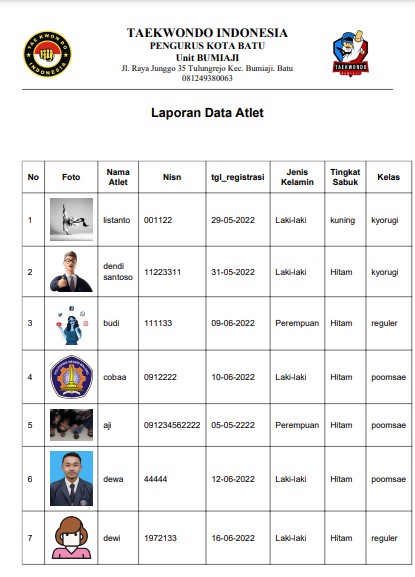 TAEKWONDO INDONESIA
PENGURUS KOTA BATU
Unit BUMIAJI
Jl. Raya Junggo 35 Tulungrejo Kec. Bumiaji. Batu
081249380063
TAE KWON DO
INDONESIA
TAEKWONDO
Laporan Data Atlet
No Foto Nama Atlet Nisn tgl_registrasi Jenis Kelamin Tingkat Sabuk Kelas
1 listanto 001122 29-05-2022 Laki-laki kuning kyorugi
2 dendi santoso 11223311 31-05-2022 Laki-laki Hitam kyorugi
3 budi 111133 09-06-2022 Perempuan Hitam reguler
4 cobaa 0912222 10-06-2022 Laki-laki Hitam poomsae
5 aji 091234562222 05-05-2222 Perempuan Hitam poomsae
6 dewa 44444 12-06-2022 Laki-laki Hitam poomsae
7 dewi 1972133 16-06-2022 Laki-laki Hitam reguler